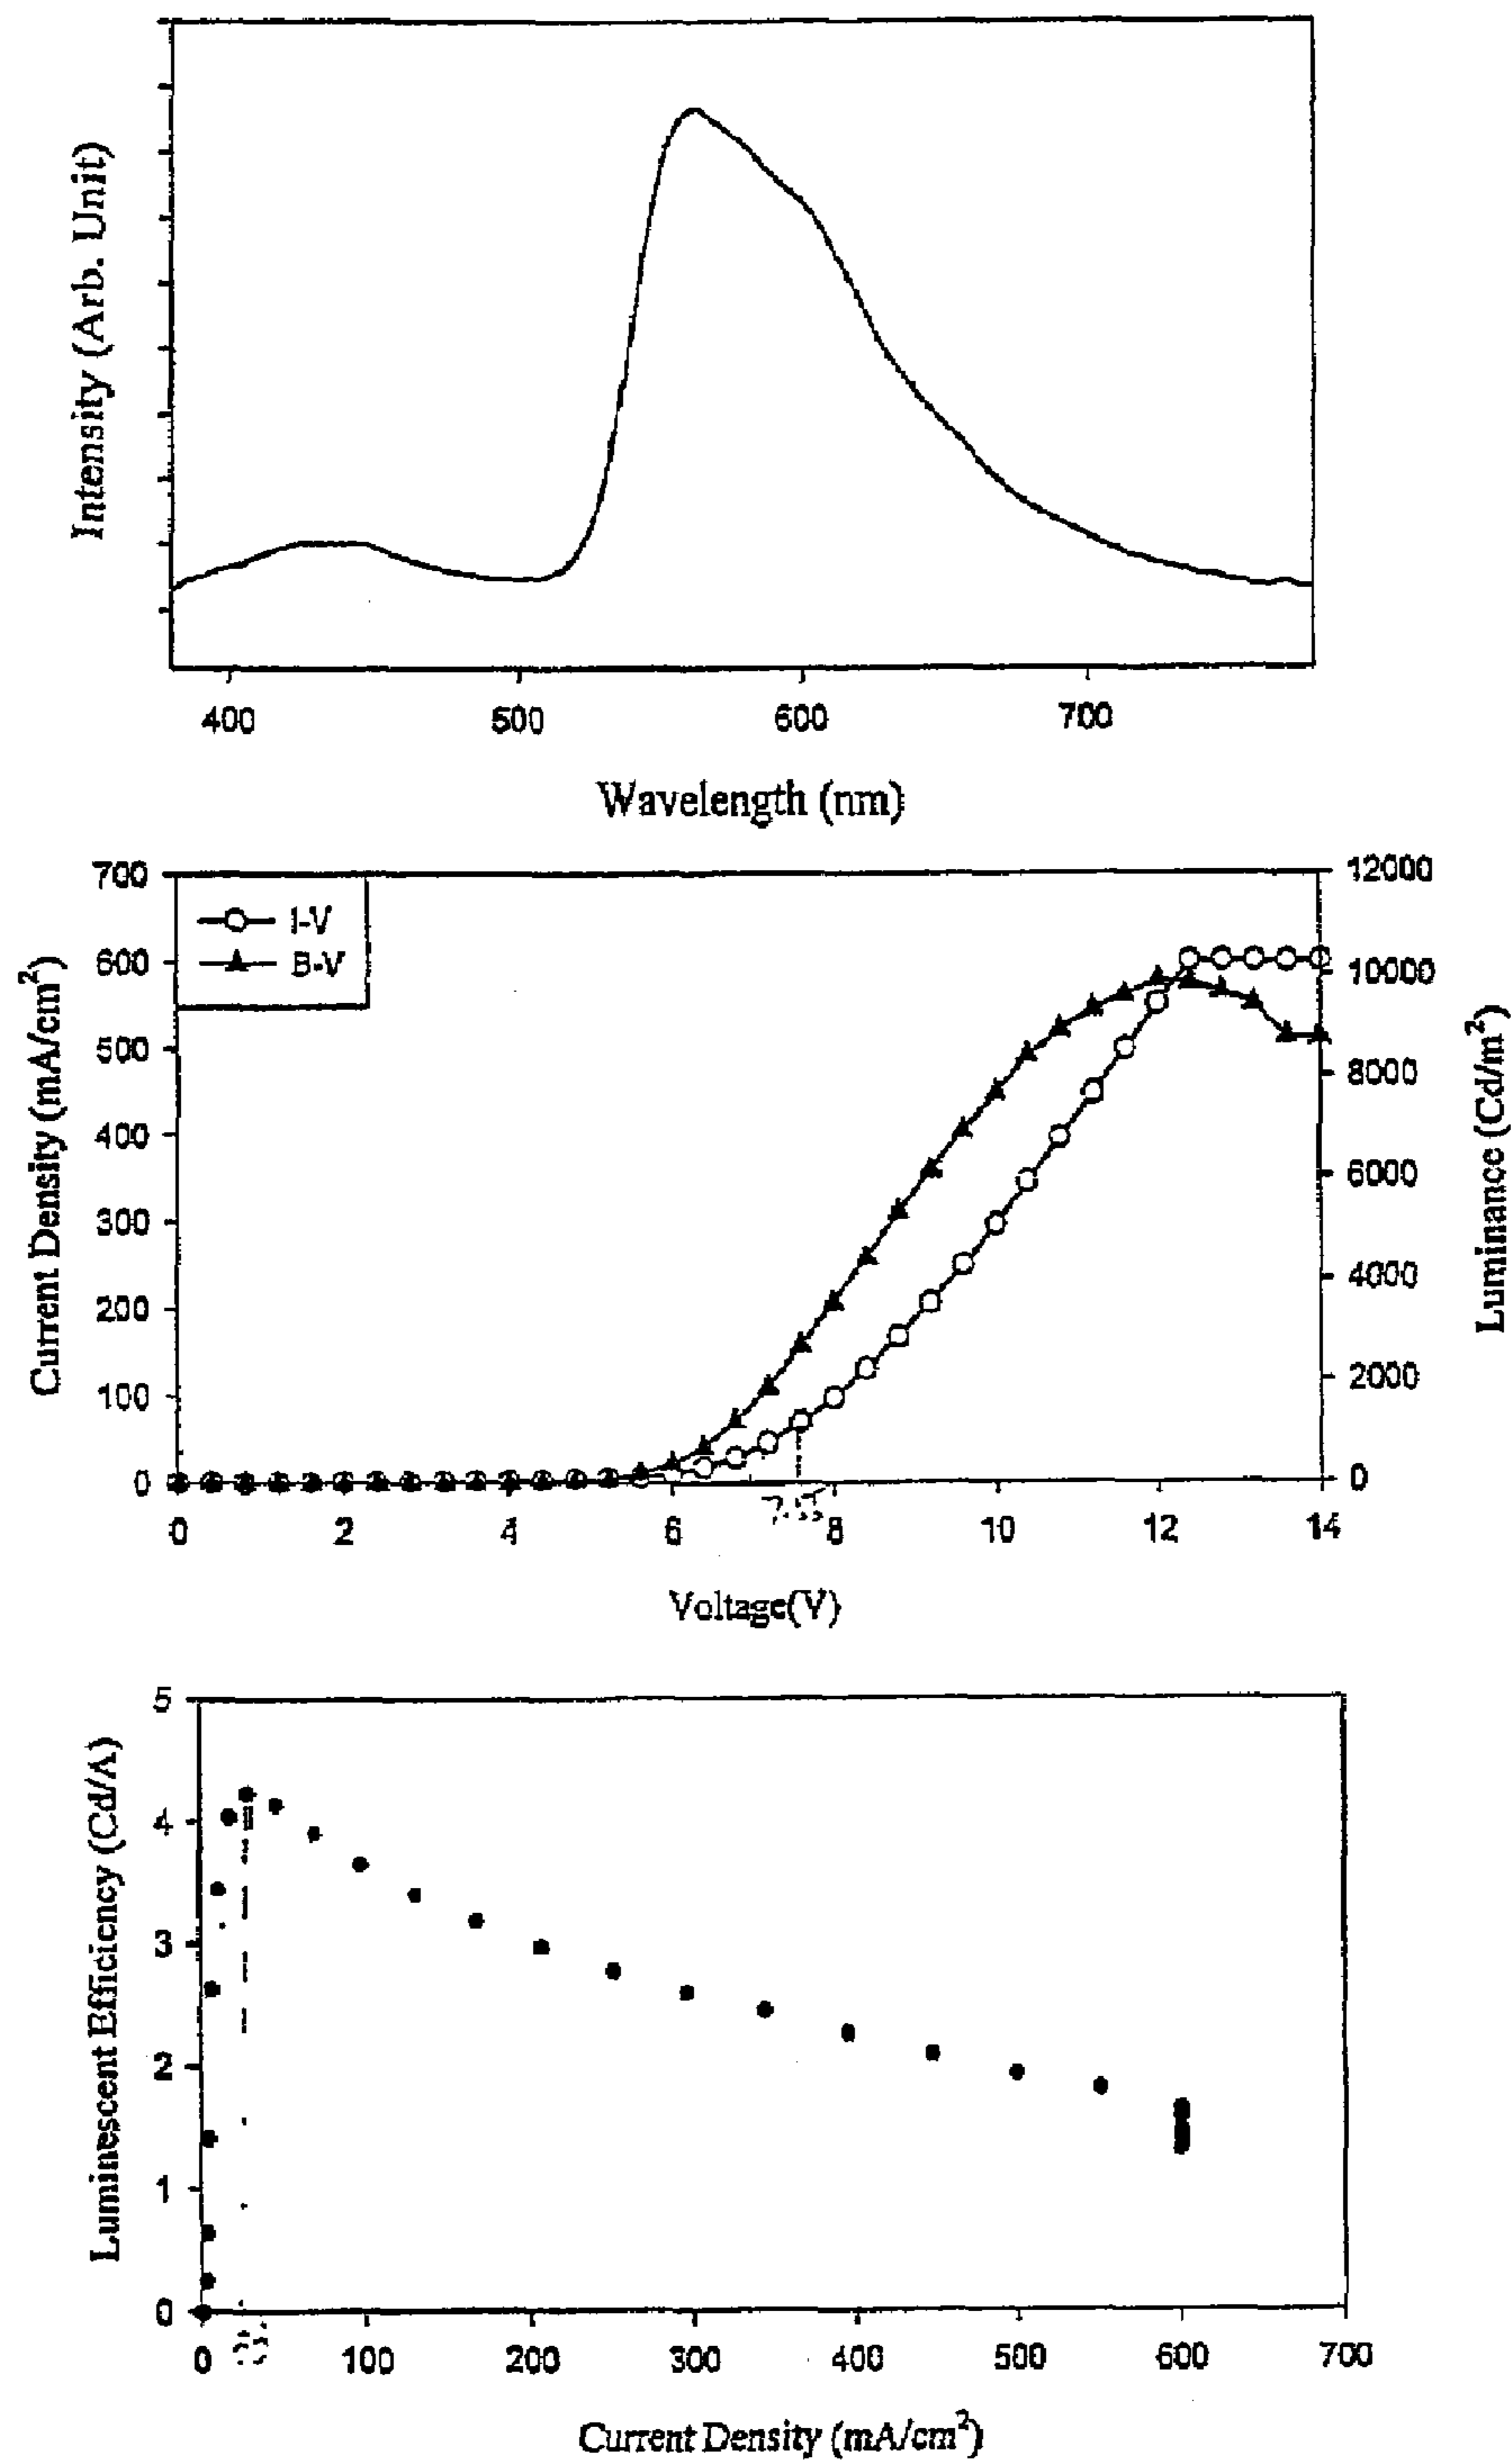 Intensity (Arb. Unit)
400 500 600 700
Wavelength (nm)
700
600
500
400
300
200
100
0
Current Density (mA/cm²)
I-V
B-V
12000
10000
8000
6000
4000
2000
0
Luminance (Cd/m²)
0 2 4 6 8 10 12 14
Voltage(V)
5
4
3
2
1
0
Luminescent Efficiency (Cd/A)
0 100 200 300 400 500 600 700
Current Density (mA/cm²)